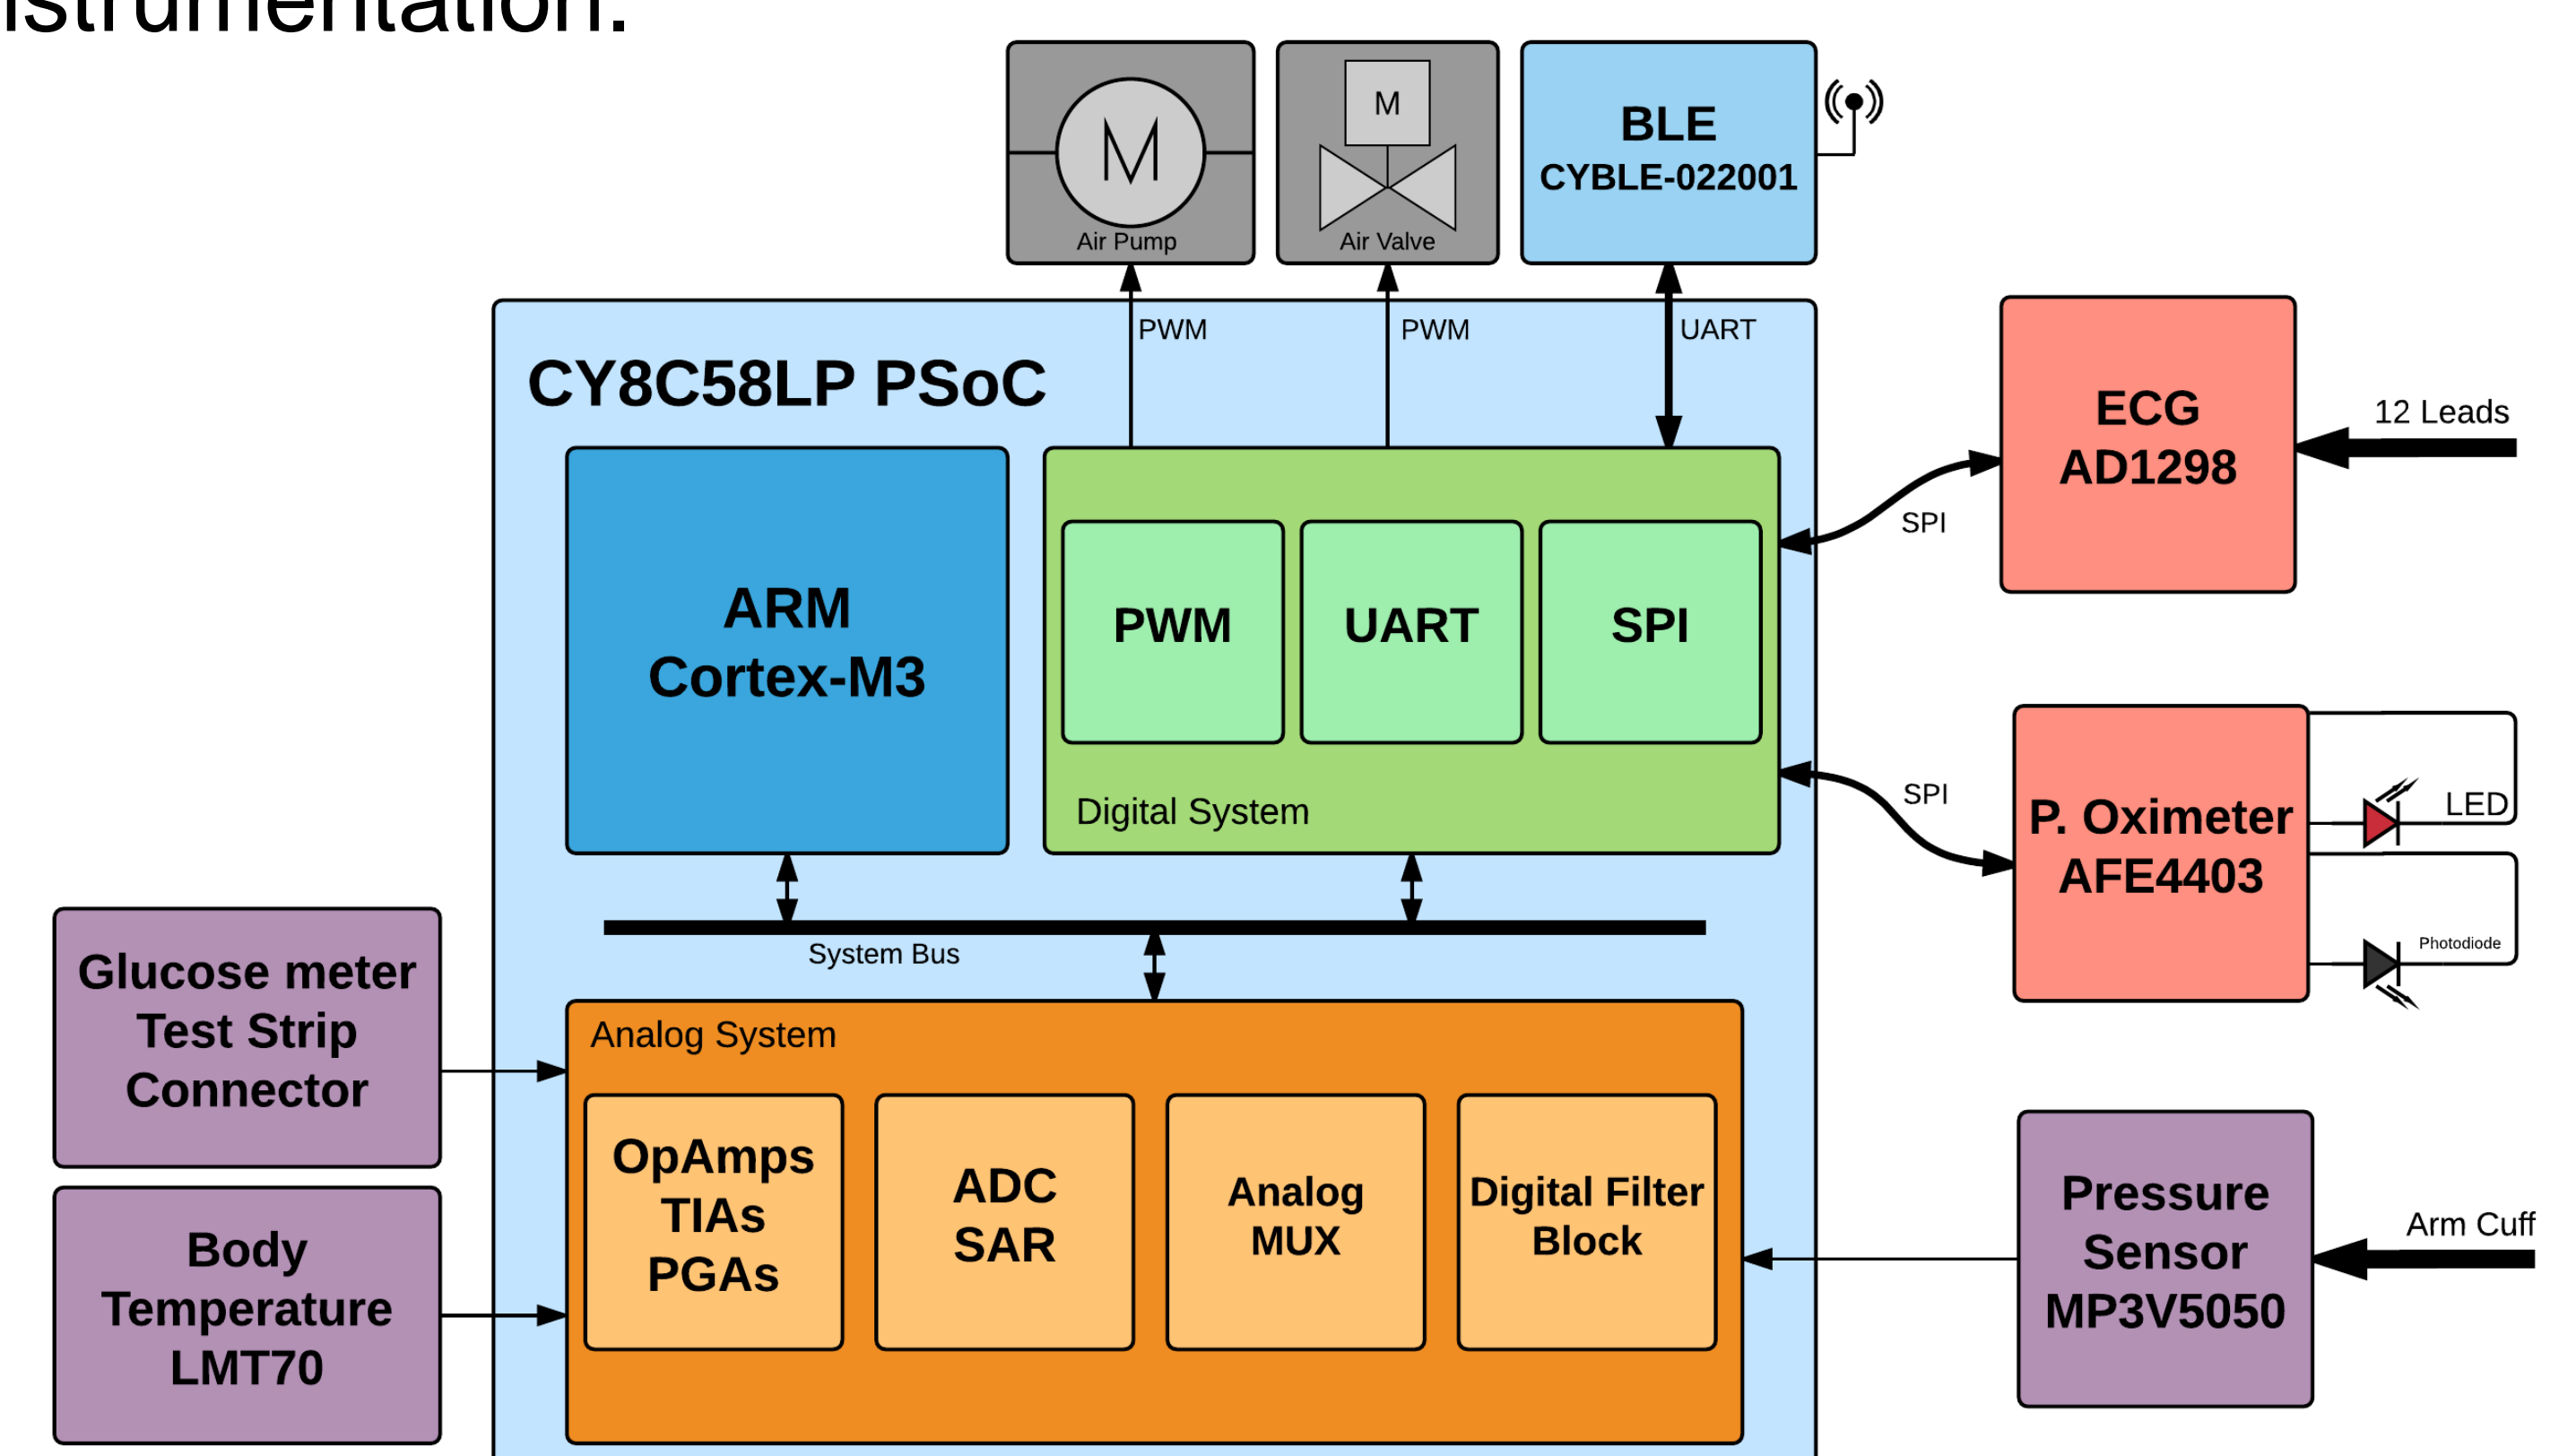 nstrumentation.
M
Air Pump
M
Air Valve
BLE
CYBLE-022001
PWM
PWM
UART
CY8C58LP PSoC
ECG
AD1298
12 Leads
SPI
ARM
Cortex-M3
PWM
UART
SPI
Digital System
SPI
P. Oximeter
AFE4403
LED
Photodiode
System Bus
Glucose meter
Test Strip
Connector
Analog System
OpAmps
TIAs
PGAs
ADC
SAR
Analog
MUX
Digital Filter
Block
Body
Temperature
LMT70
Pressure
Sensor
MP3V5050
Arm Cuff